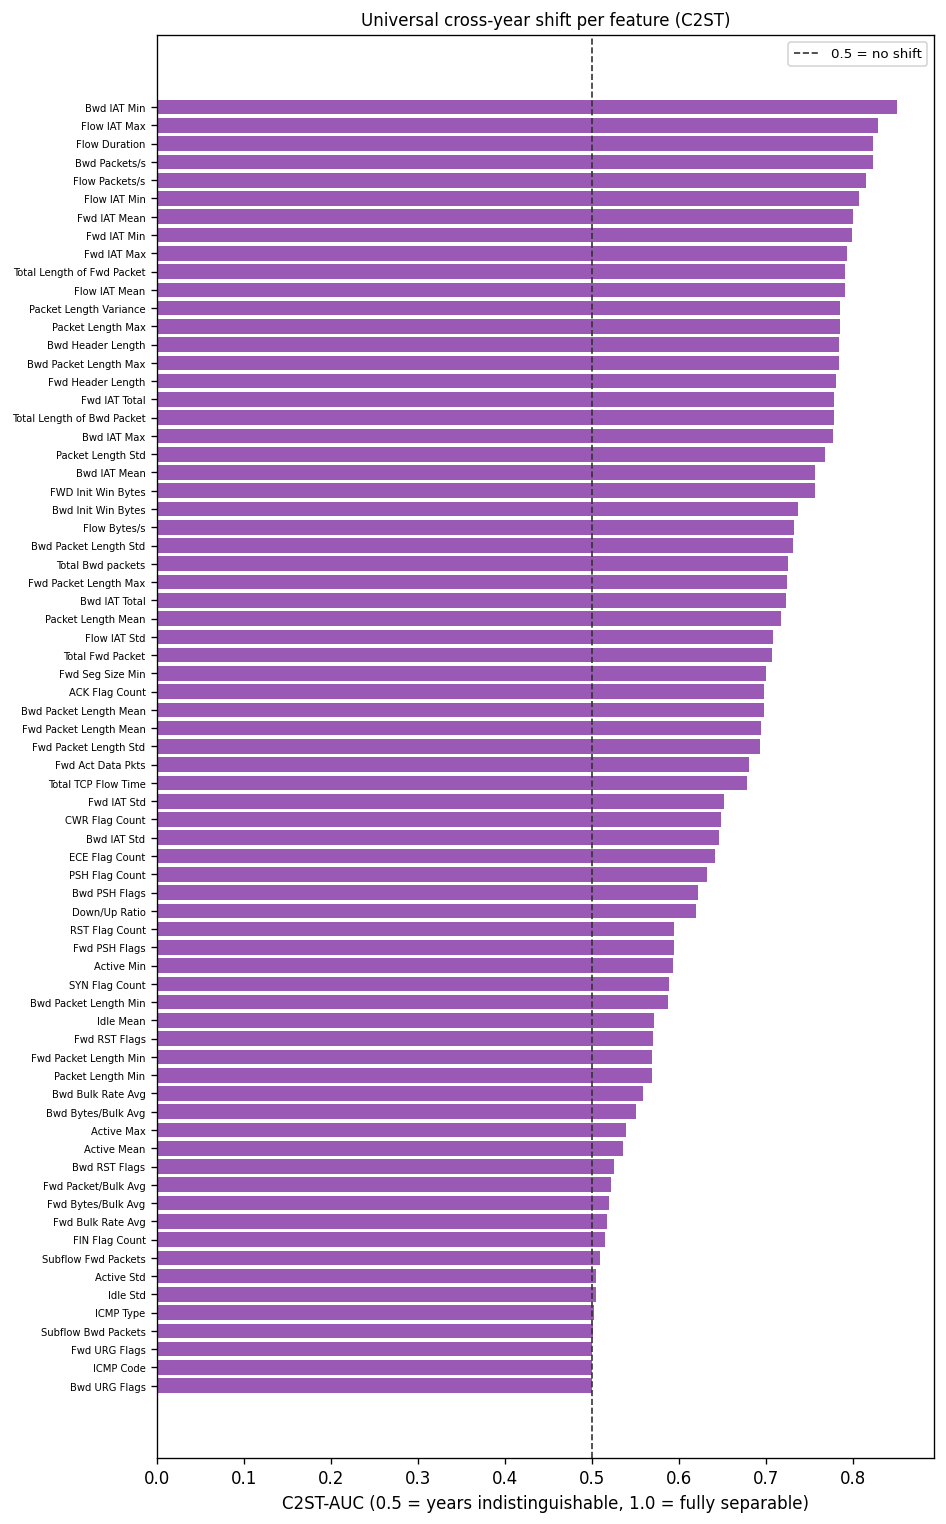 Universal cross-year shift per feature (C2ST)
0.5 = no shift
Bwd IAT Min
Flow IAT Max
Flow Duration
Bwd Packets/s
Flow Packets/s
Flow IAT Min
Fwd IAT Mean
Fwd IAT Min
Fwd IAT Max
Total Length of Fwd Packet
Flow IAT Mean
Packet Length Variance
Packet Length Max
Bwd Header Length
Bwd Packet Length Max
Fwd Header Length
Fwd IAT Total
Total Length of Bwd Packet
Bwd IAT Max
Packet Length Std
Bwd IAT Mean
FWD Init Win Bytes
Bwd Init Win Bytes
Flow Bytes/s
Bwd Packet Length Std
Total Bwd packets
Fwd Packet Length Max
Bwd IAT Total
Packet Length Mean
Flow IAT Std
Total Fwd Packet
Fwd Seg Size Min
ACK Flag Count
Bwd Packet Length Mean
Fwd Packet Length Mean
Fwd Packet Length Std
Fwd Act Data Pkts
Total TCP Flow Time
Fwd IAT Std
CWR Flag Count
Bwd IAT Std
ECE Flag Count
PSH Flag Count
Bwd PSH Flags
Down/Up Ratio
RST Flag Count
Fwd PSH Flags
Active Min
SYN Flag Count
Bwd Packet Length Min
Idle Mean
Fwd RST Flags
Fwd Packet Length Min
Packet Length Min
Bwd Bulk Rate Avg
Bwd Bytes/Bulk Avg
Active Max
Active Mean
Bwd RST Flags
Fwd Packet/Bulk Avg
Fwd Bytes/Bulk Avg
Fwd Bulk Rate Avg
FIN Flag Count
Subflow Fwd Packets
Active Std
Idle Std
ICMP Type
Subflow Bwd Packets
Fwd URG Flags
ICMP Code
Bwd URG Flags
0.0 0.1 0.2 0.3 0.4 0.5 0.6 0.7 0.8
C2ST-AUC (0.5 = years indistinguishable, 1.0 = fully separable)